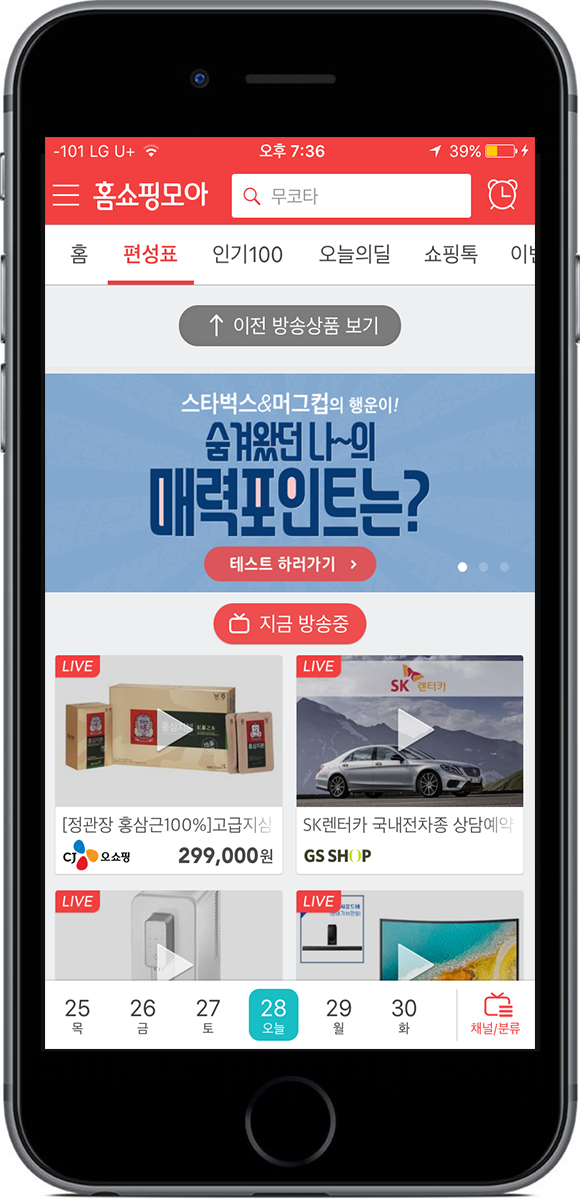 -101 LG U+ 오후 7:36 39%
홈쇼핑모아 무코타
홈 편성표 인기100 오늘의딜 쇼핑톡 이벤
↑ 이전 방송상품 보기
스타벅스&머그컵의 행운이!
숨겨왔던 나~의
매력포인트는?
테스트 하러가기 >
지금 방송중
LIVE LIVE
SK 렌터카
[정관장 홍삼근100%]고급지삼 SK렌터카 국내전차종 상담예약
CJ 오쇼핑 299,000원 GS SHOP
LIVE LIVE
25 26 27 28 29 30
목 금 토 오늘 월 화 채널/분류